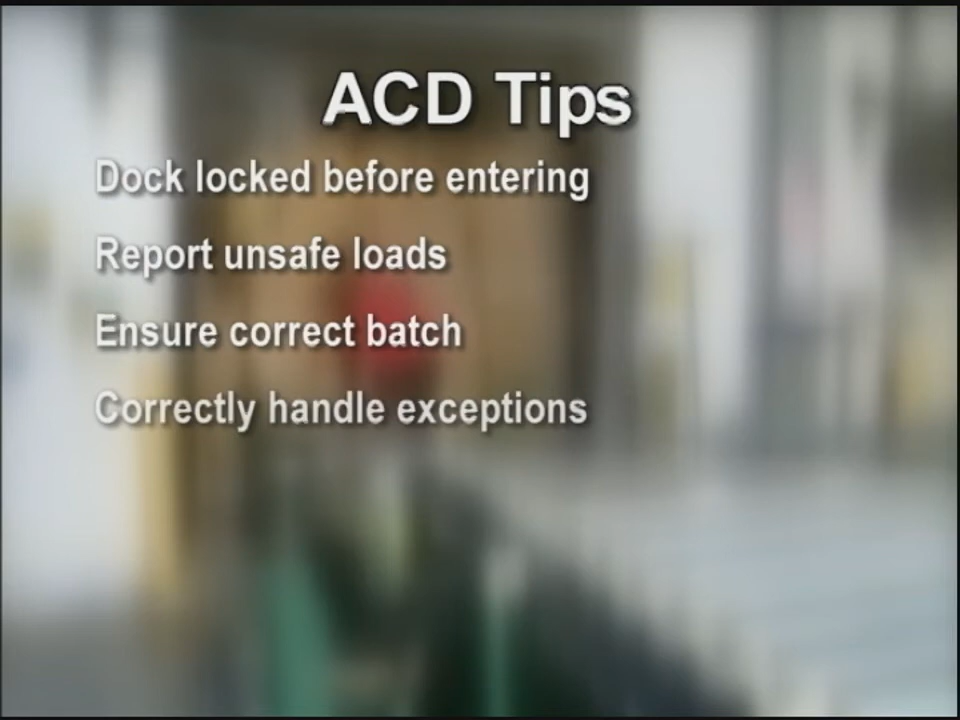 ACD Tips
Dock locked before entering
Report unsafe loads
Ensure correct batch
Correctly handle exceptions